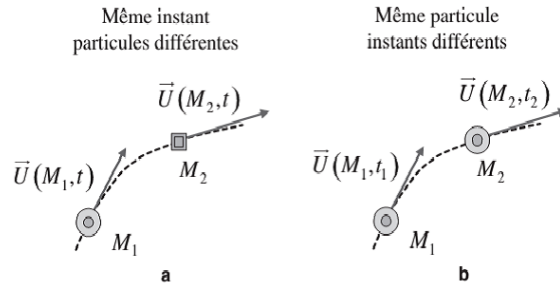 Même instant
particules différentes
U⃗(M₂,t)
U⃗(M₁,t)
M₂
M₁
a
Même particule
instants différents
U⃗(M₂,t₂)
U⃗(M₁,t₁)
M₂
M₁
b